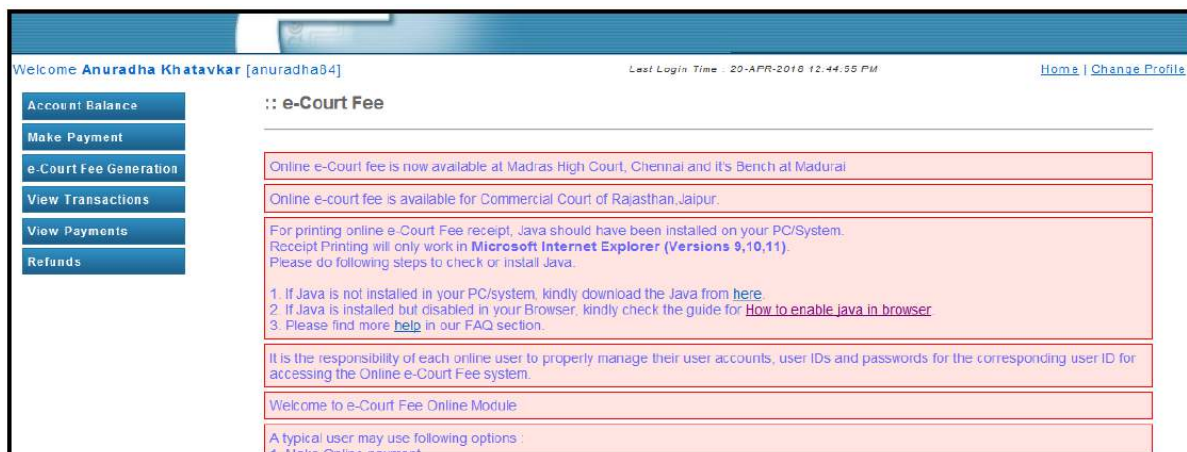 Welcome Anuradha Khatavkar [anuradha64]
Last Login Time : 20-APR-2018 12.44.55 PM
Home | Change Profile
Account Balance
Make Payment
e-Court Fee Generation
View Transactions
View Payments
Refunds
:: e-Court Fee
Online e-Court fee is now available at Madras High Court, Chennai and it's Bench at Madurai
Online e-court fee is available for Commercial Court of Rajasthan,Jaipur.
For printing online e-Court Fee receipt, Java should have been installed on your PC/System.
Receipt Printing will only work in Microsoft Internet Explorer (Versions 9,10,11).
Please do following steps to check or install Java.
1. If Java is not installed in your PC/system, kindly download the Java from here.
2. If Java is installed but disabled in your Browser, kindly check the guide for How to enable java in browser
3. Please find more help in our FAQ section.
It is the responsibility of each online user to properly manage their user accounts, user IDs and passwords for the corresponding user ID for
accessing the Online e-Court Fee system.
Welcome to e-Court Fee Online Module
A typical user may use following options :
1. Make Online payment